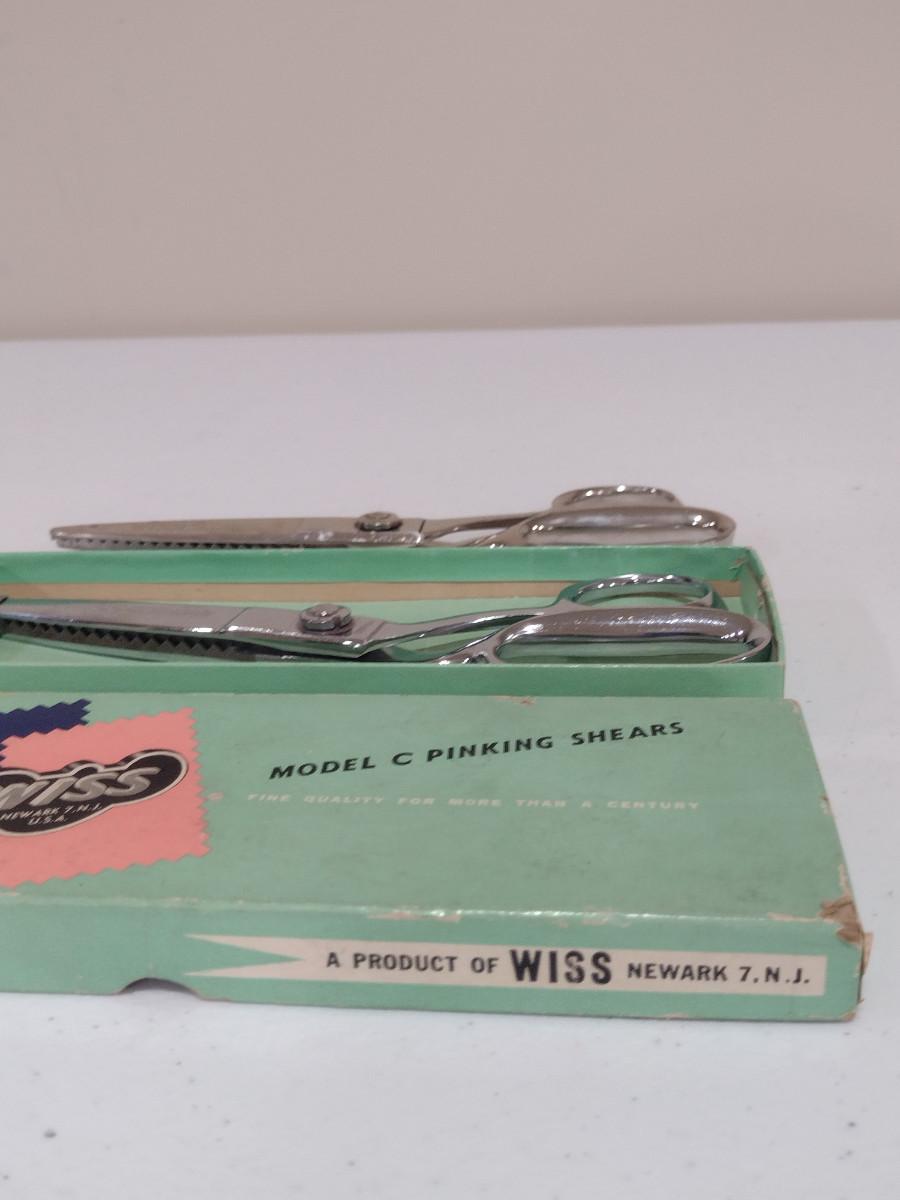 MODEL C PINKING SHEARS
FINE QUALITY FOR MORE THAN A CENTURY
WISS
NEWARK 7, N.J.
U.S.A.
A PRODUCT OF WISS NEWARK 7, N.J.